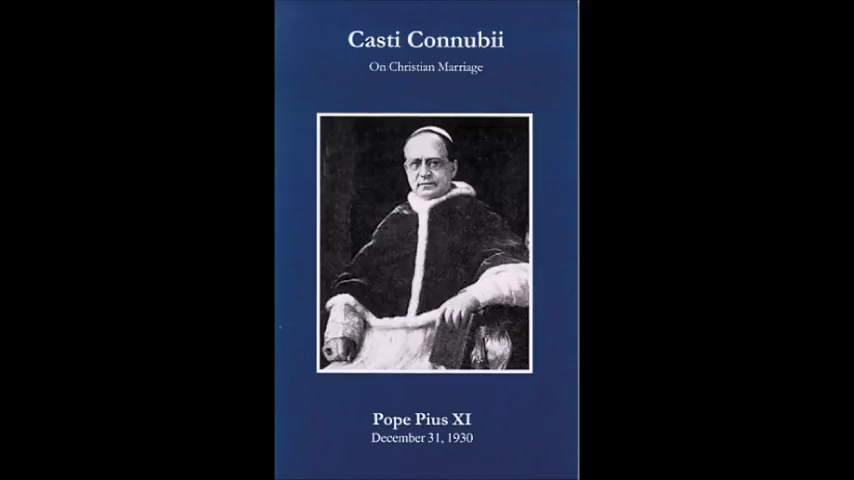 Casti Connubii
On Christian Marriage
Pope Pius XI
December 31, 1930